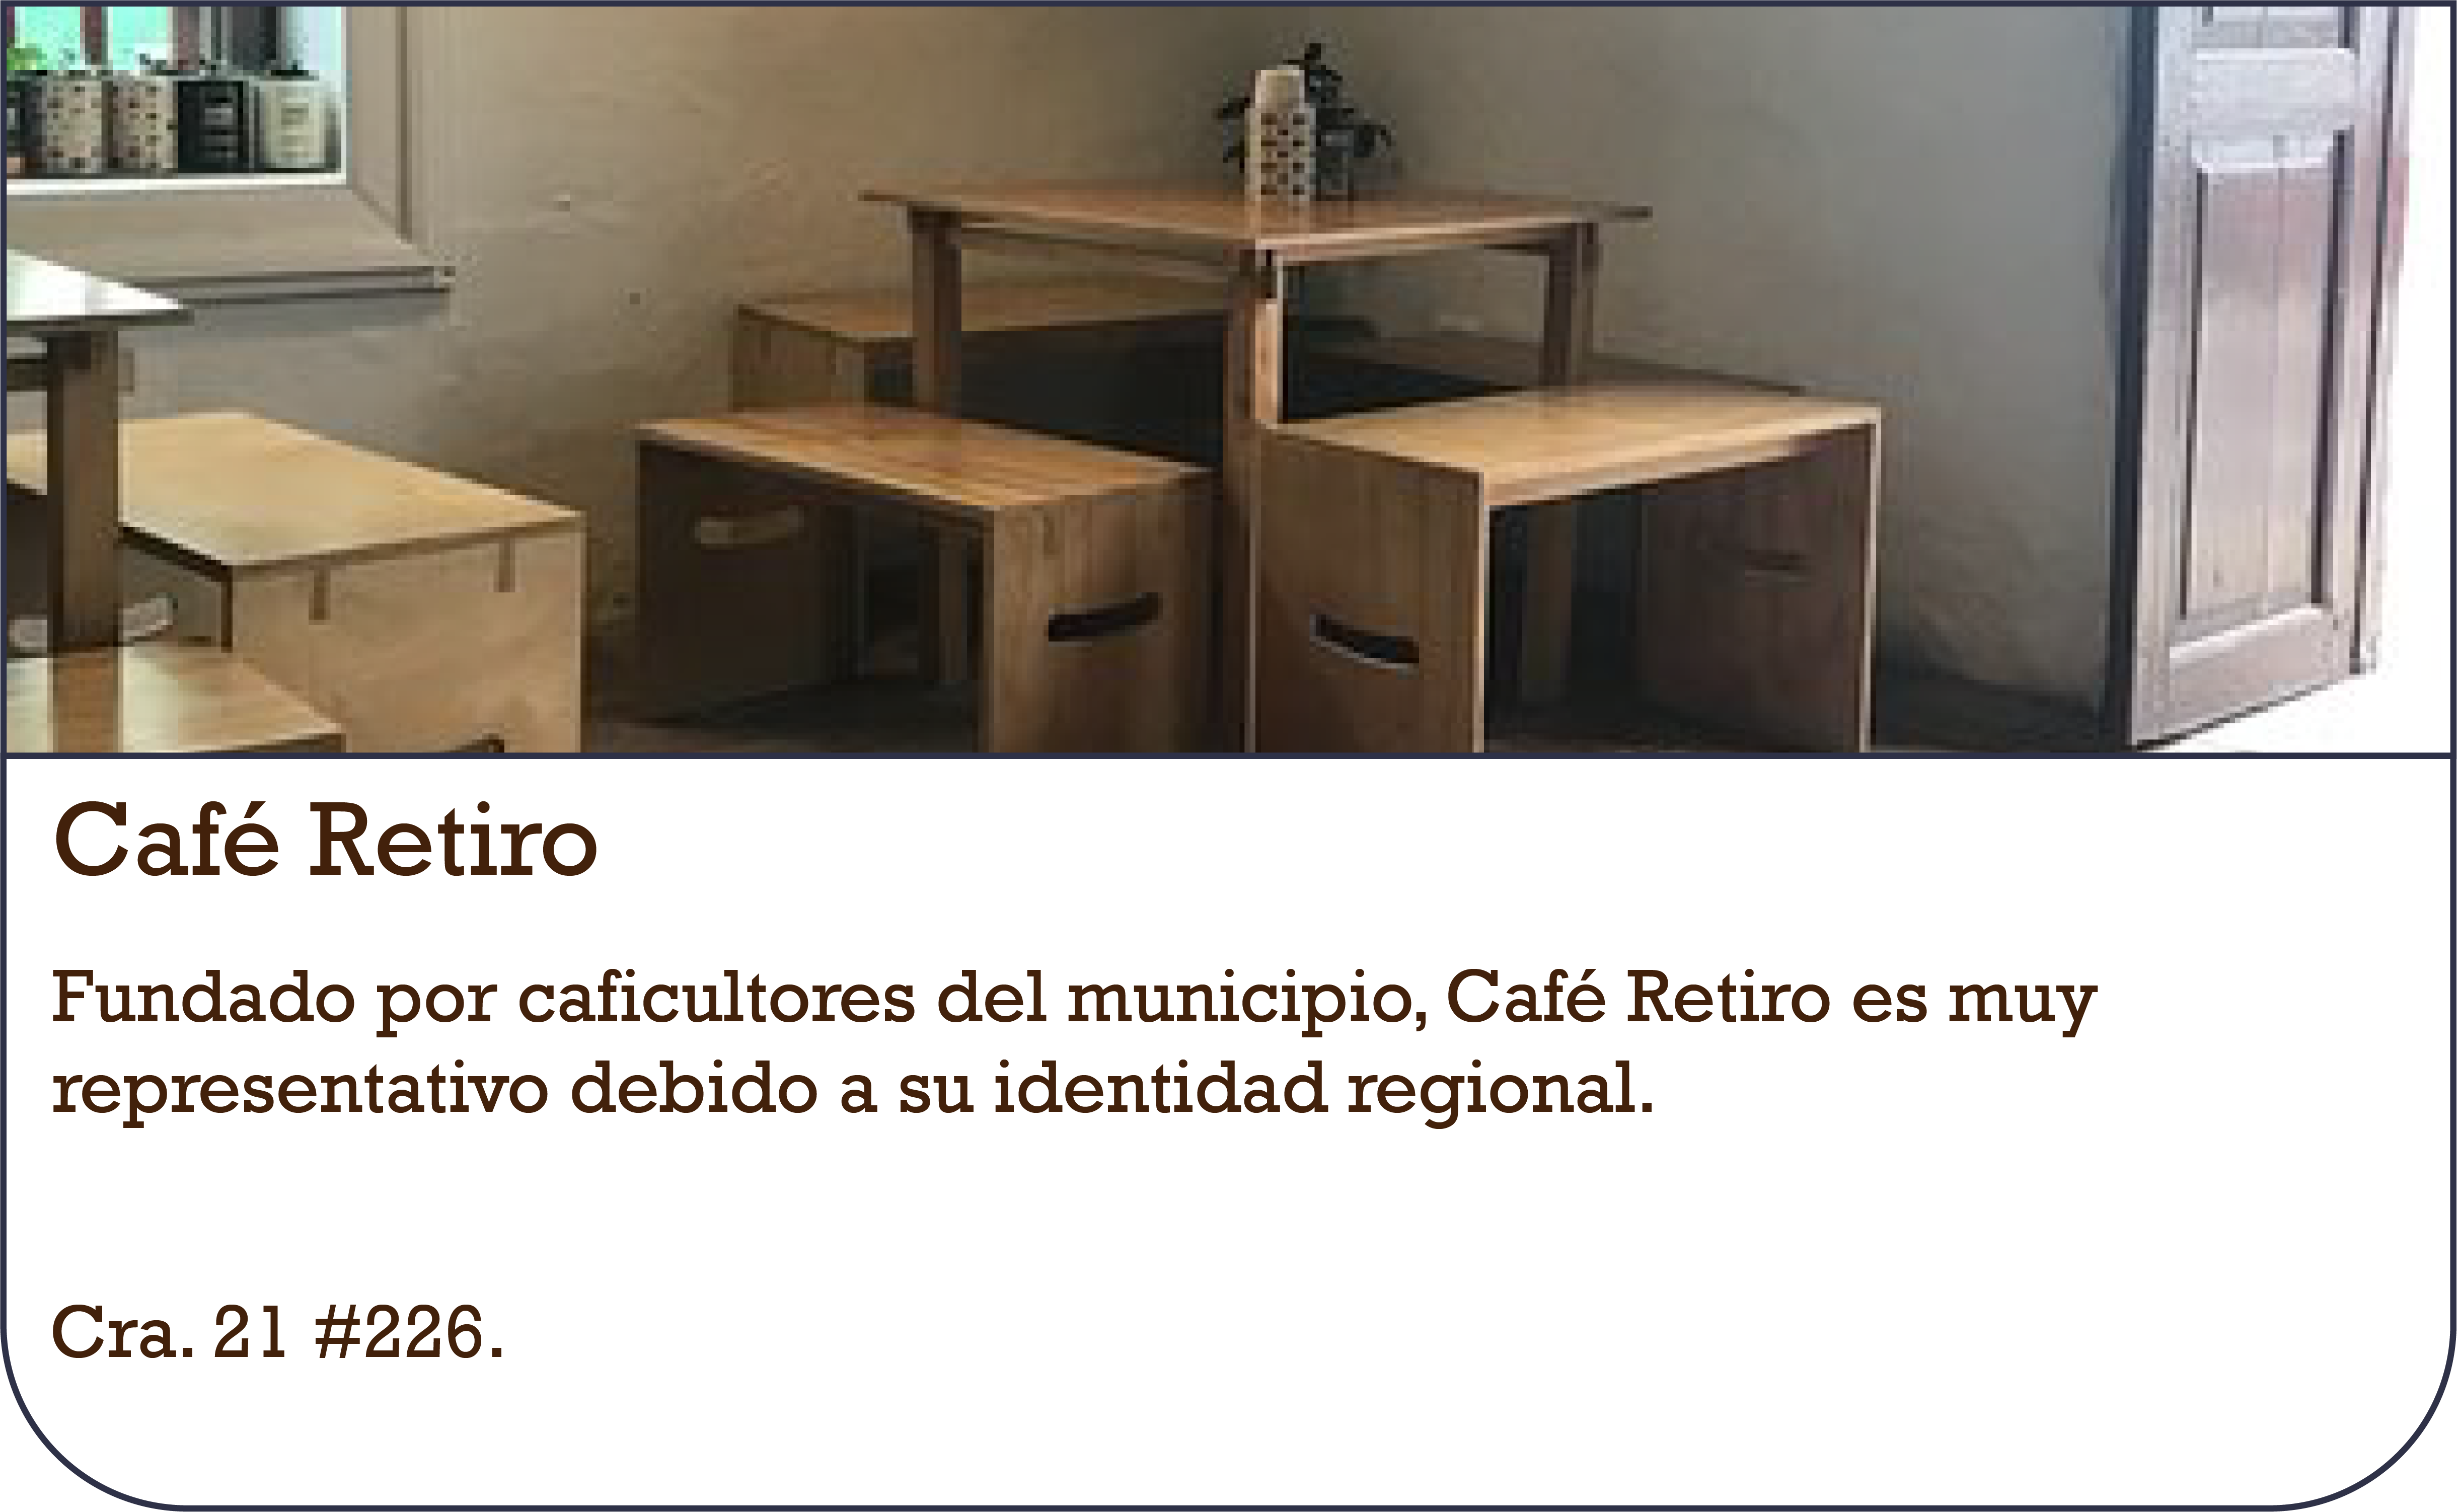 Café Retiro
Fundado por caficultores del municipio, Café Retiro es muy
representativo debido a su identidad regional.
Cra. 21 #226.